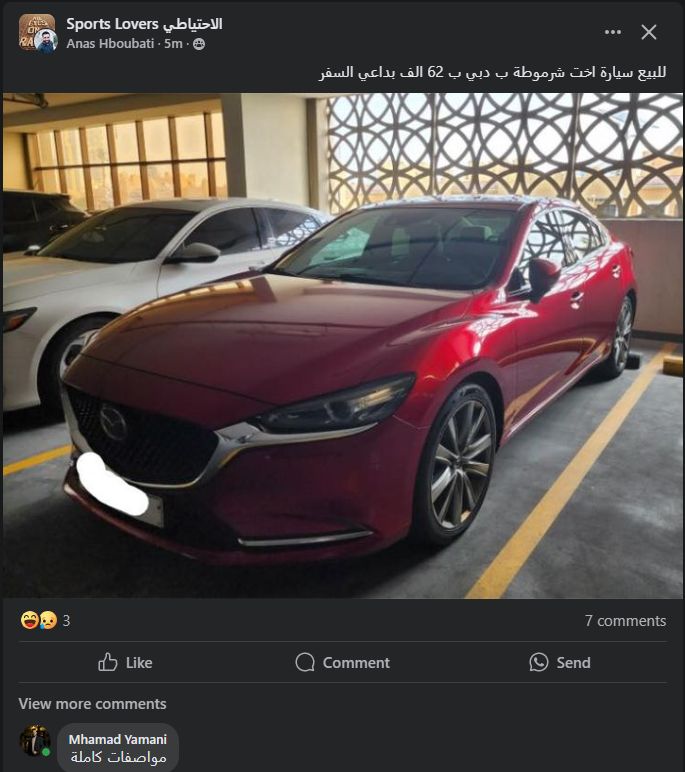 Sports Lovers الاحتياطي
Anas Hboubati · 5m ·
للبيع سيارة اخت شرموطة ب دبي ب 62 الف بداعي السفر
3
7 comments
Like
Comment
Send
View more comments
Mhamad Yamani
مواصفات كاملة